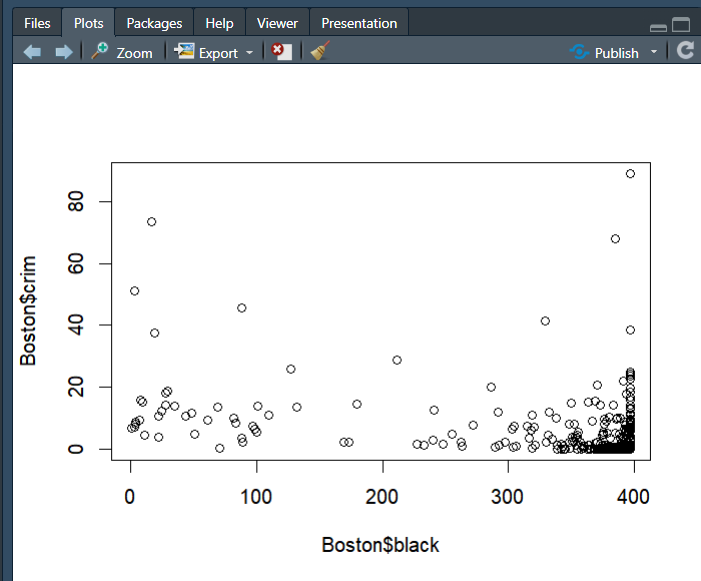 Files Plots Packages Help Viewer Presentation
Zoom Export Publish
80
60
40
20
0
Boston$crim
0 100 200 300 400
Boston$black